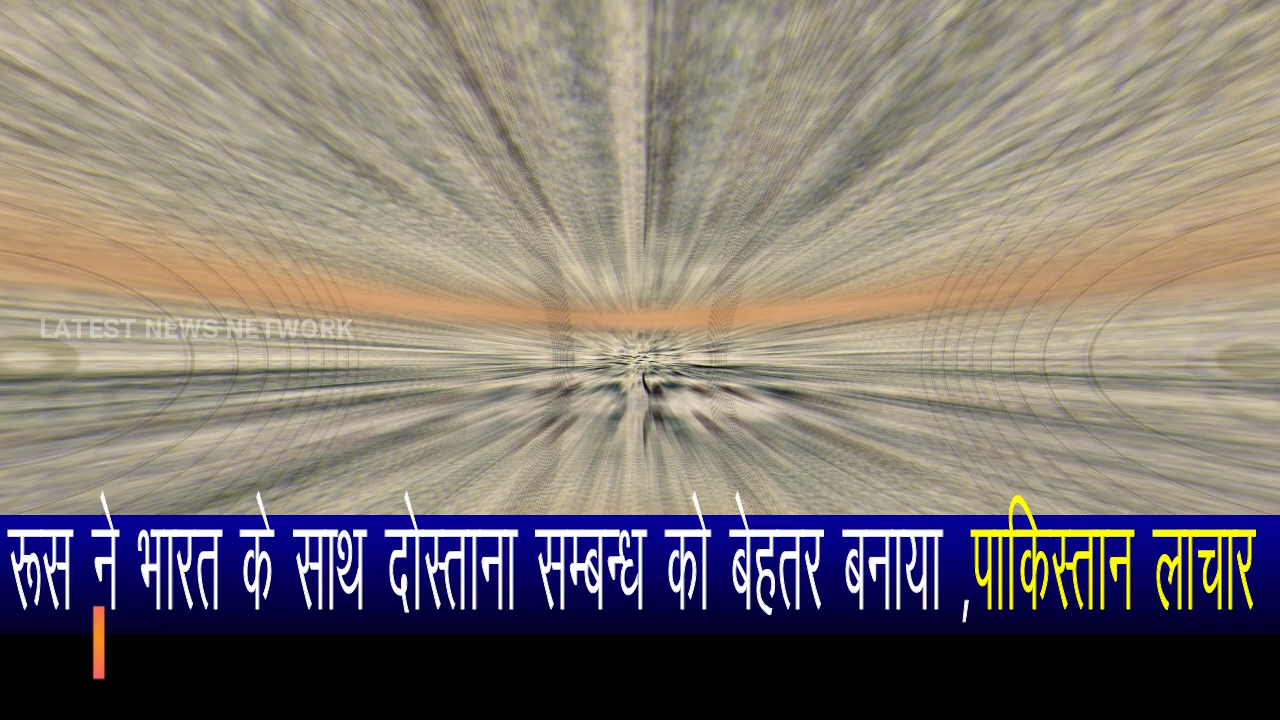 LATEST NEWS NETWORK
रूस ने भारत के साथ दोस्ताना सम्बन्ध को बेहतर बनाया ,पाकिस्तान लाचार